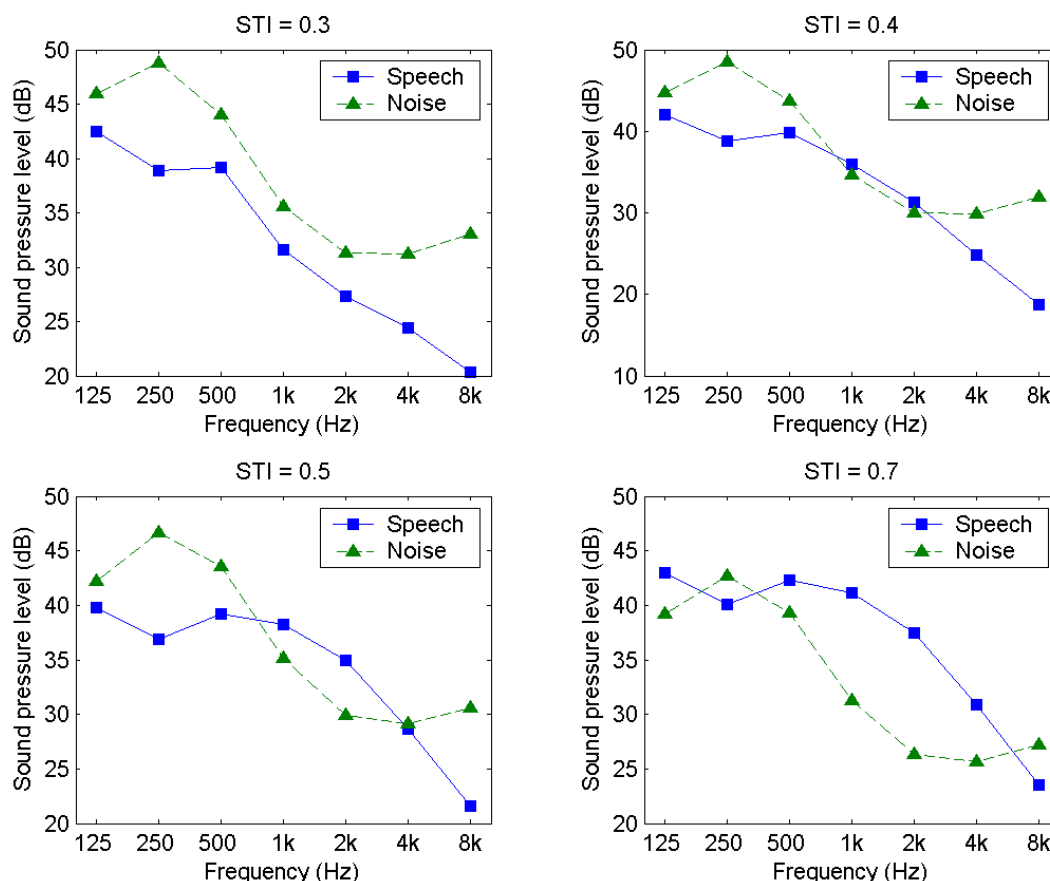 STI = 0.3
50
45
40
35
30
25
20
Sound pressure level (dB)
Speech
Noise
125 250 500 1k 2k 4k 8k
Frequency (Hz)
STI = 0.4
50
40
30
20
10
Sound pressure level (dB)
Speech
Noise
125 250 500 1k 2k 4k 8k
Frequency (Hz)
STI = 0.5
50
45
40
35
30
25
20
Sound pressure level (dB)
Speech
Noise
125 250 500 1k 2k 4k 8k
Frequency (Hz)
STI = 0.7
50
45
40
35
30
25
20
Sound pressure level (dB)
Speech
Noise
125 250 500 1k 2k 4k 8k
Frequency (Hz)